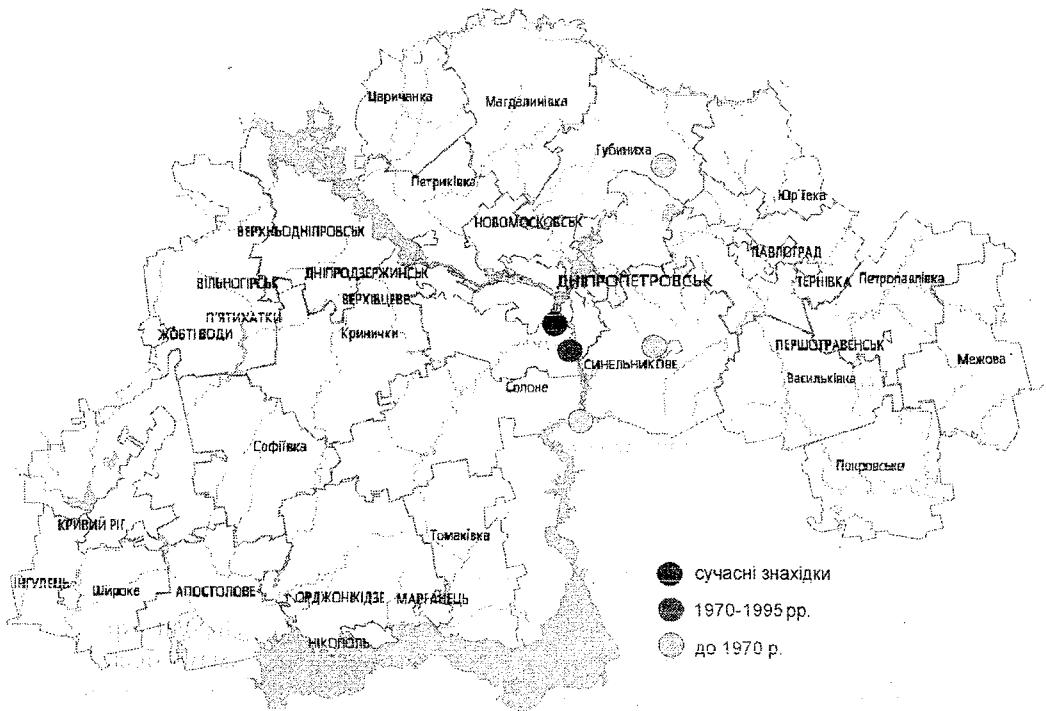 Царичанка
Магдалинівка
Губиниха
Петриківка
Юр'ївка
НОВОМОСКОВСЬК
ВЕРХНЬОДНІПРОВСЬК
ПАВЛОГРАД
ДНІПРОДЗЕРЖИНСЬК
ДНІПРОПЕТРОВСЬК
ТЕРНІВКА
Петропавлівка
ВІЛЬНОГІРСЬК
ВЕРХІВЦЕВЕ
П'ЯТИХАТКИ
ЖОВТІ ВОДИ
Кринички
ПЕРШОТРАВЕНСЬК
Межова
СИНЕЛЬНИКОВЕ
Васильківка
Солоне
Софіївка
Покровське
КРИВИЙ РІГ
Томаківка
ІНГУЛЕЦЬ
Широке
АПОСТОЛОВЕ
ОРДЖОНІКІДЗЕ
МАРГАНЕЦЬ
НІКОПОЛЬ
сучасні знахідки
1970-1995 рр.
до 1970 р.